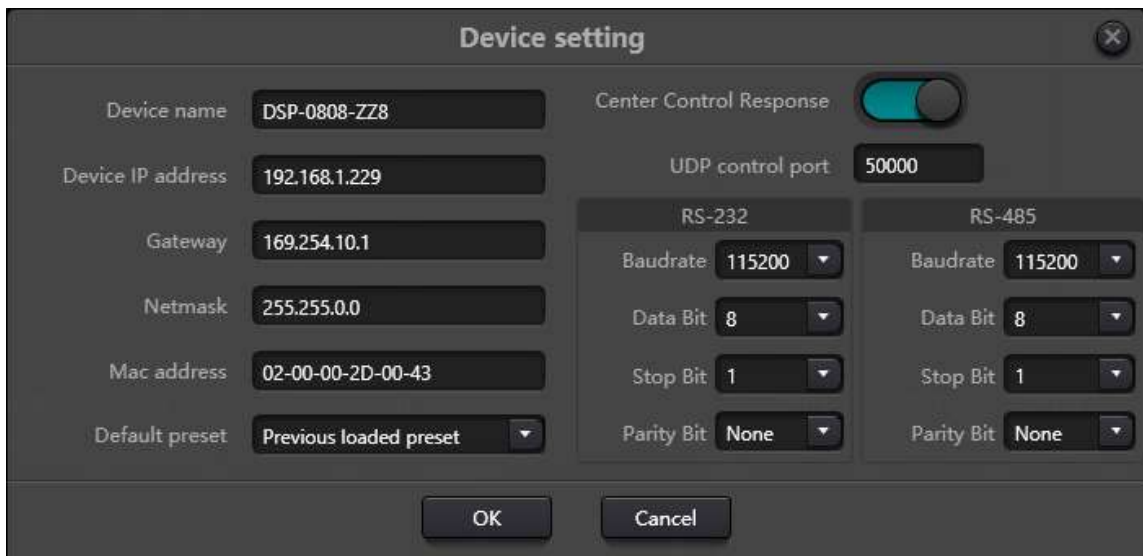 Device setting
Device name DSP-0808-ZZ8
Device IP address 192.168.1.229
Gateway 169.254.10.1
Netmask 255.255.0.0
Mac address 02-00-00-2D-00-43
Default preset Previous loaded preset
Center Control Response
UDP control port 50000
RS-232
Baudrate 115200
Data Bit 8
Stop Bit 1
Parity Bit None
RS-485
Baudrate 115200
Data Bit 8
Stop Bit 1
Parity Bit None
OK Cancel